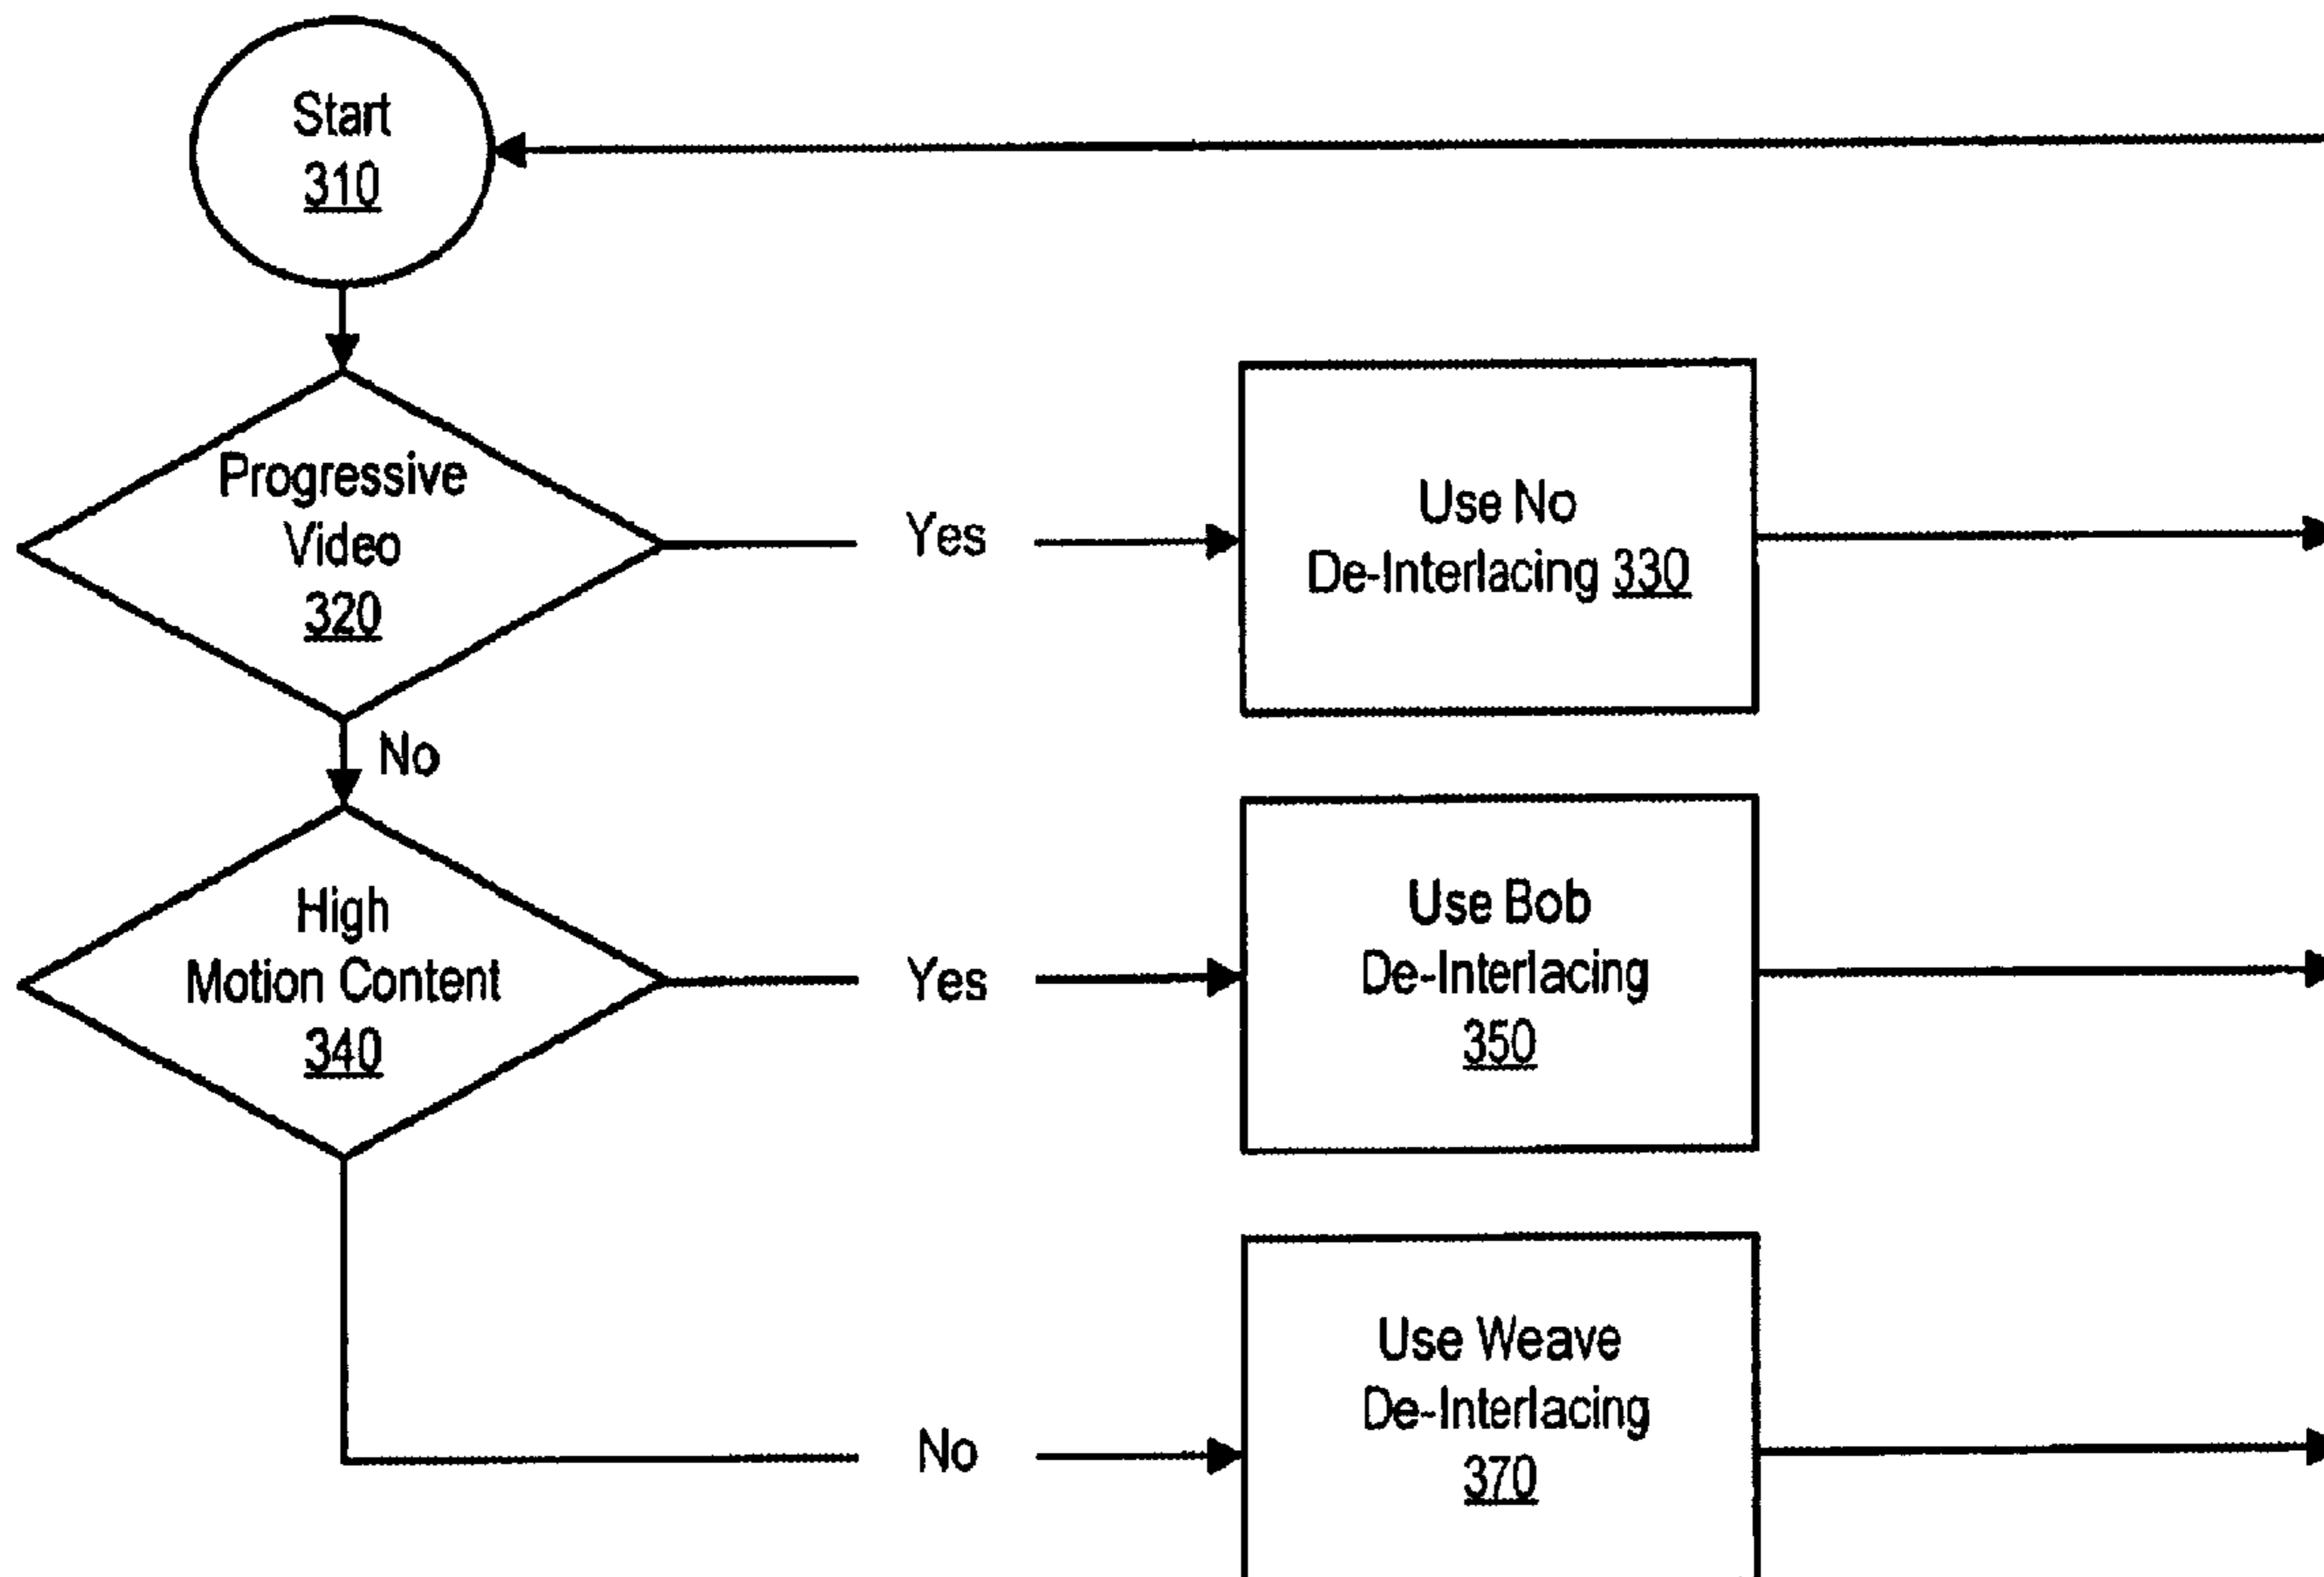 Start
310
Progressive
Video
320
Yes
Use No
De-Interlacing 330
No
High
Motion Content
340
Yes
Use Bob
De-Interlacing
350
No
Use Weave
De-Interlacing
370